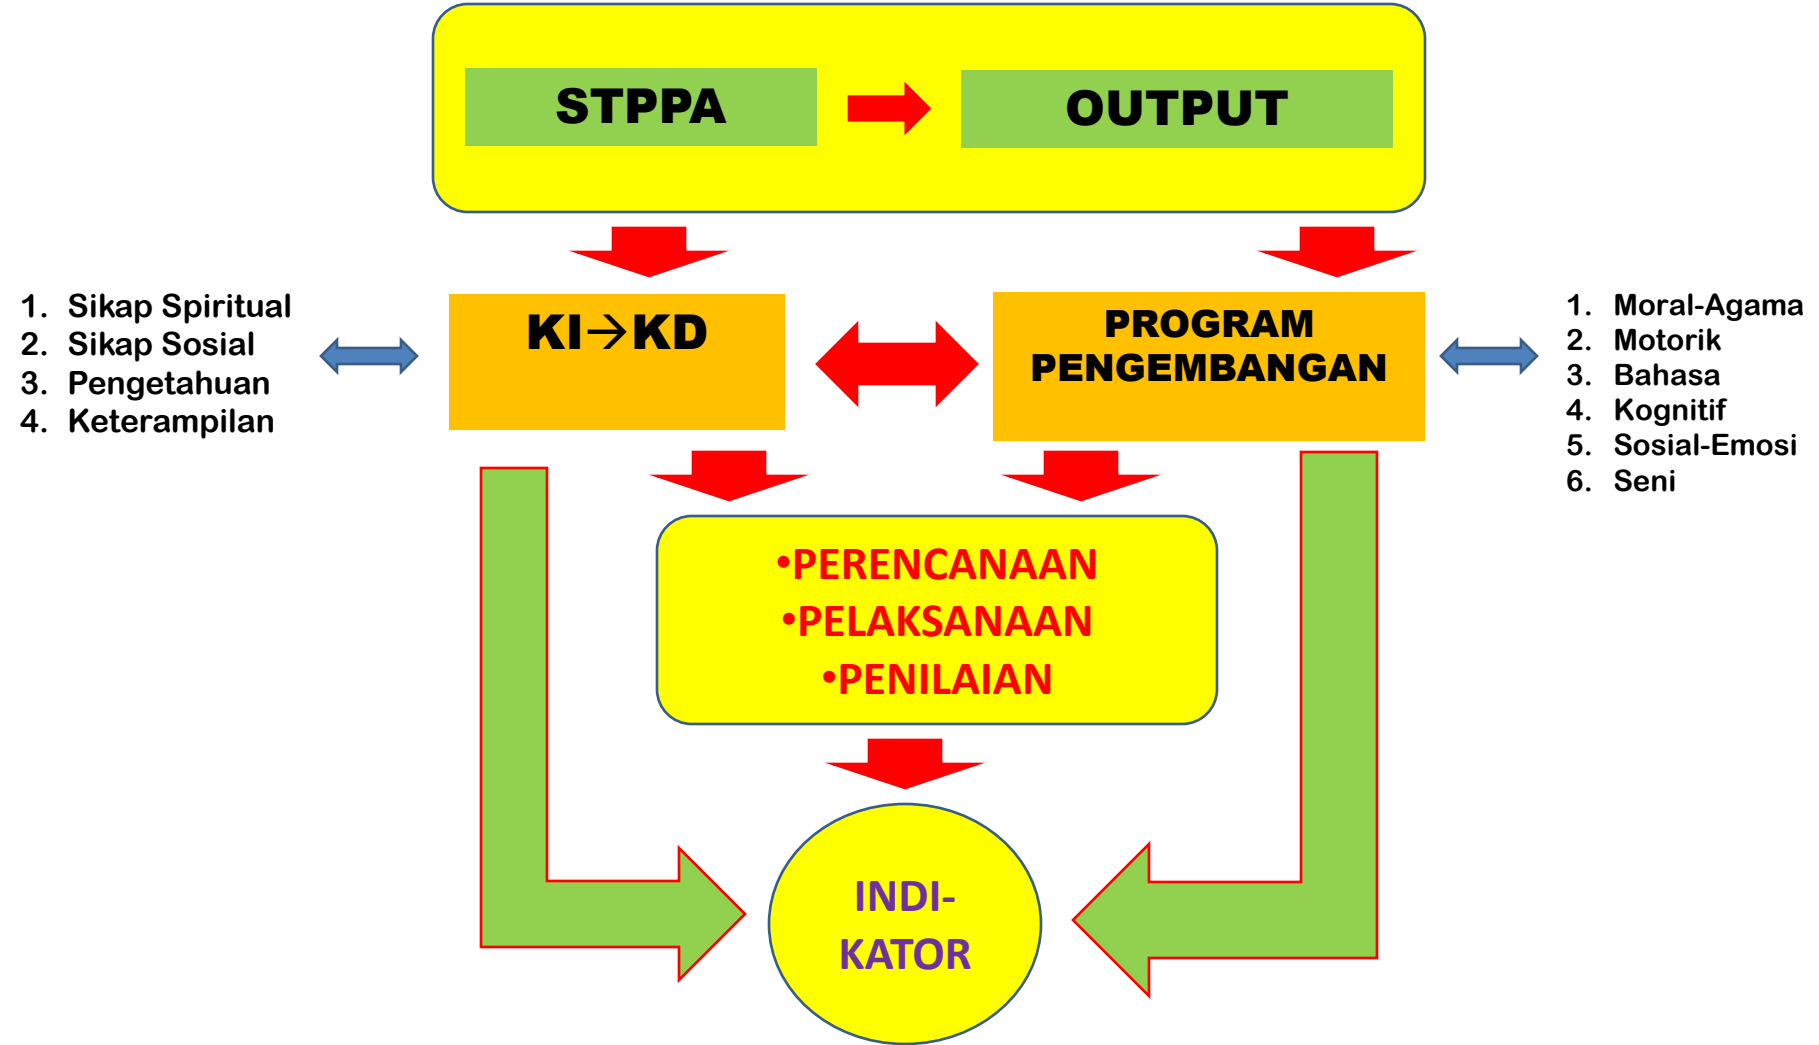 STPPA
OUTPUT
1. Sikap Spiritual
2. Sikap Sosial
3. Pengetahuan
4. Keterampilan
KI→KD
PROGRAM
PENGEMBANGAN
1. Moral-Agama
2. Motorik
3. Bahasa
4. Kognitif
5. Sosial-Emosi
6. Seni
•PERENCANAAN
•PELAKSANAAN
•PENILAIAN
INDI-
KATOR